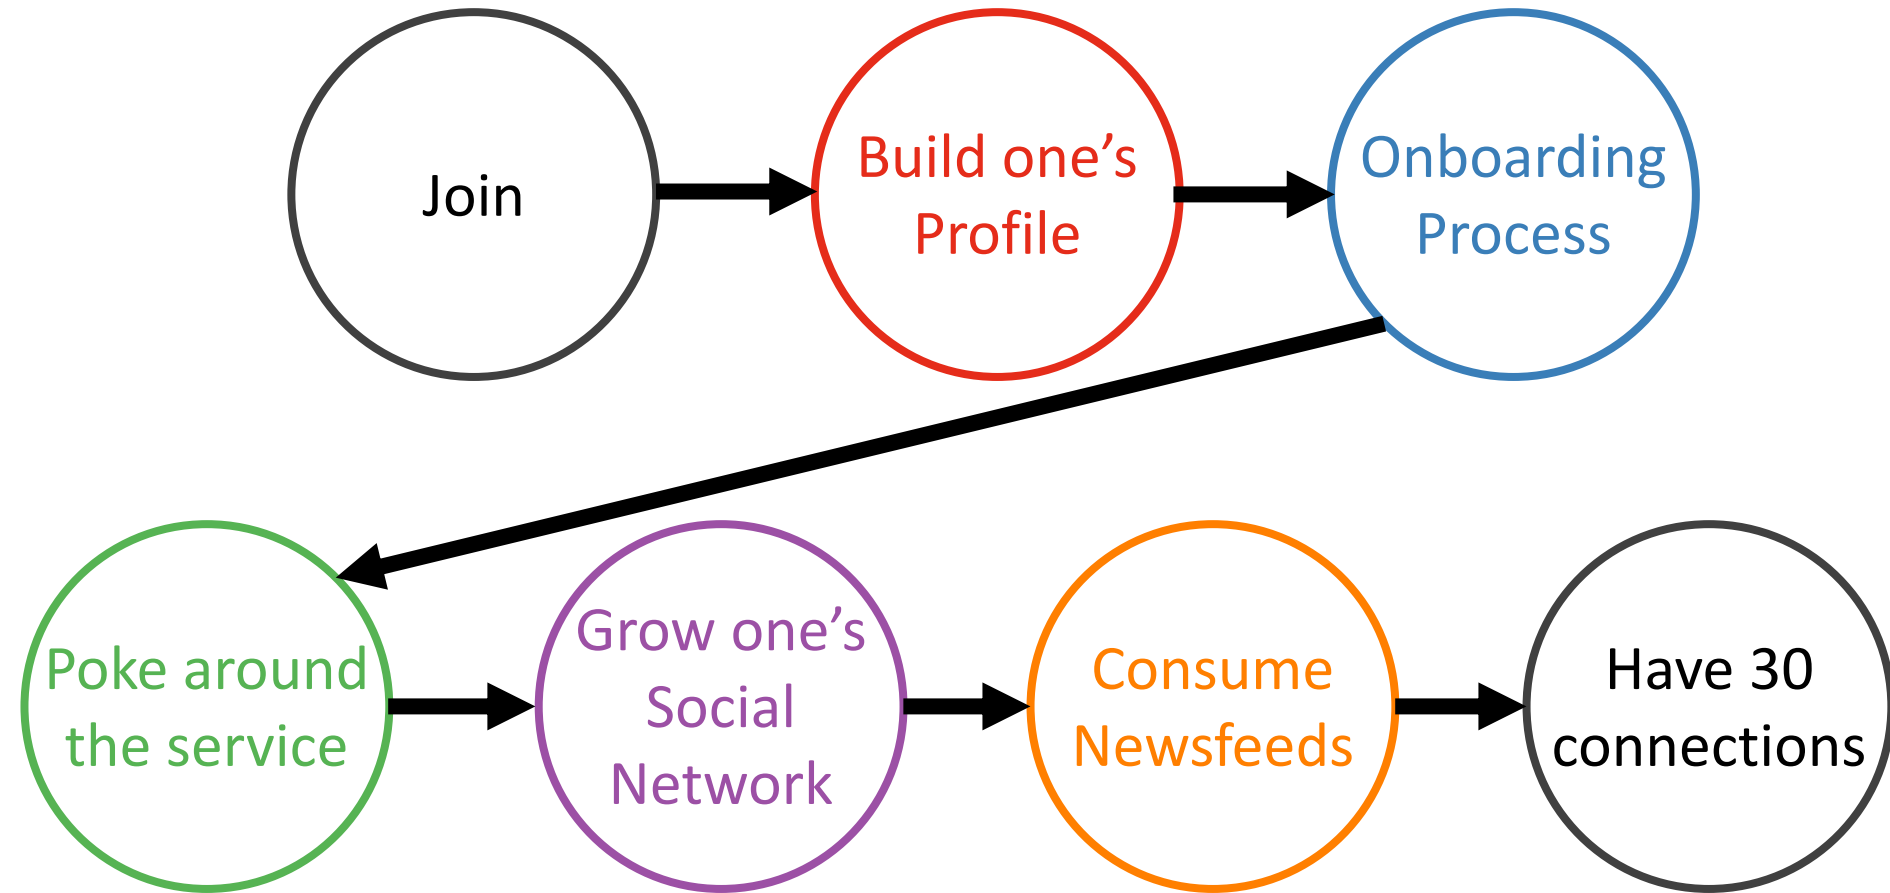 Join
Build one’s
Profile
Onboarding
Process
Poke around
the service
Grow one’s
Social
Network
Consume
Newsfeeds
Have 30
connections